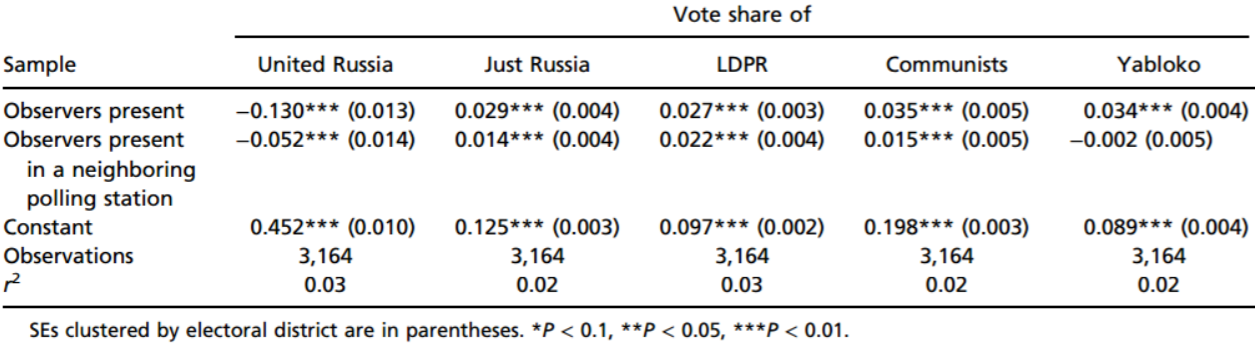 Vote share of
Sample United Russia Just Russia LDPR Communists Yabloko
Observers present −0.130*** (0.013) 0.029*** (0.004) 0.027*** (0.003) 0.035*** (0.005) 0.034*** (0.004)
Observers present −0.052*** (0.014) 0.014*** (0.004) 0.022*** (0.004) 0.015*** (0.005) −0.002 (0.005)
in a neighboring
polling station
Constant 0.452*** (0.010) 0.125*** (0.003) 0.097*** (0.002) 0.198*** (0.003) 0.089*** (0.004)
Observations 3,164 3,164 3,164 3,164 3,164
r² 0.03 0.02 0.03 0.02 0.02
SEs clustered by electoral district are in parentheses. *P < 0.1, **P < 0.05, ***P < 0.01.